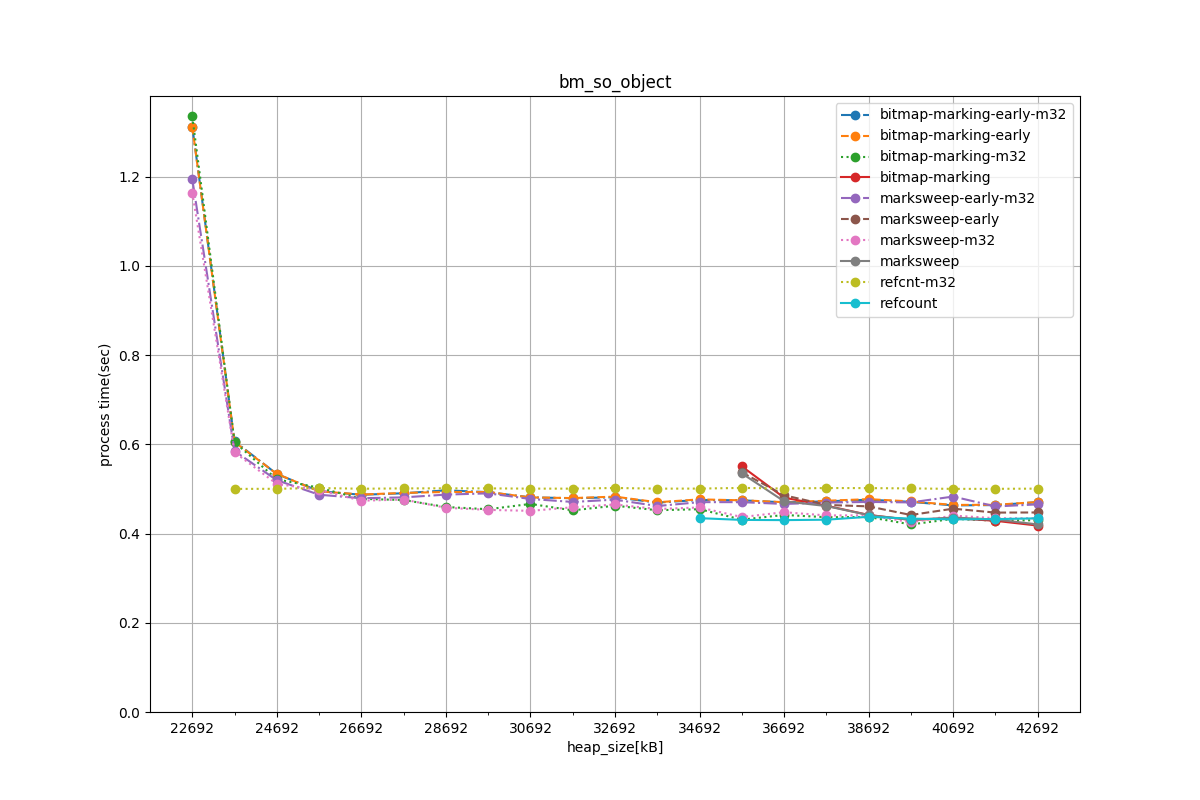 bm_so_object
bitmap-marking-early-m32
bitmap-marking-early
bitmap-marking-m32
bitmap-marking
marksweep-early-m32
marksweep-early
marksweep-m32
marksweep
refcnt-m32
refcount
process time(sec)
1.2
1.0
0.8
0.6
0.4
0.2
0.0
22692 24692 26692 28692 30692 32692 34692 36692 38692 40692 42692
heap_size[kB]